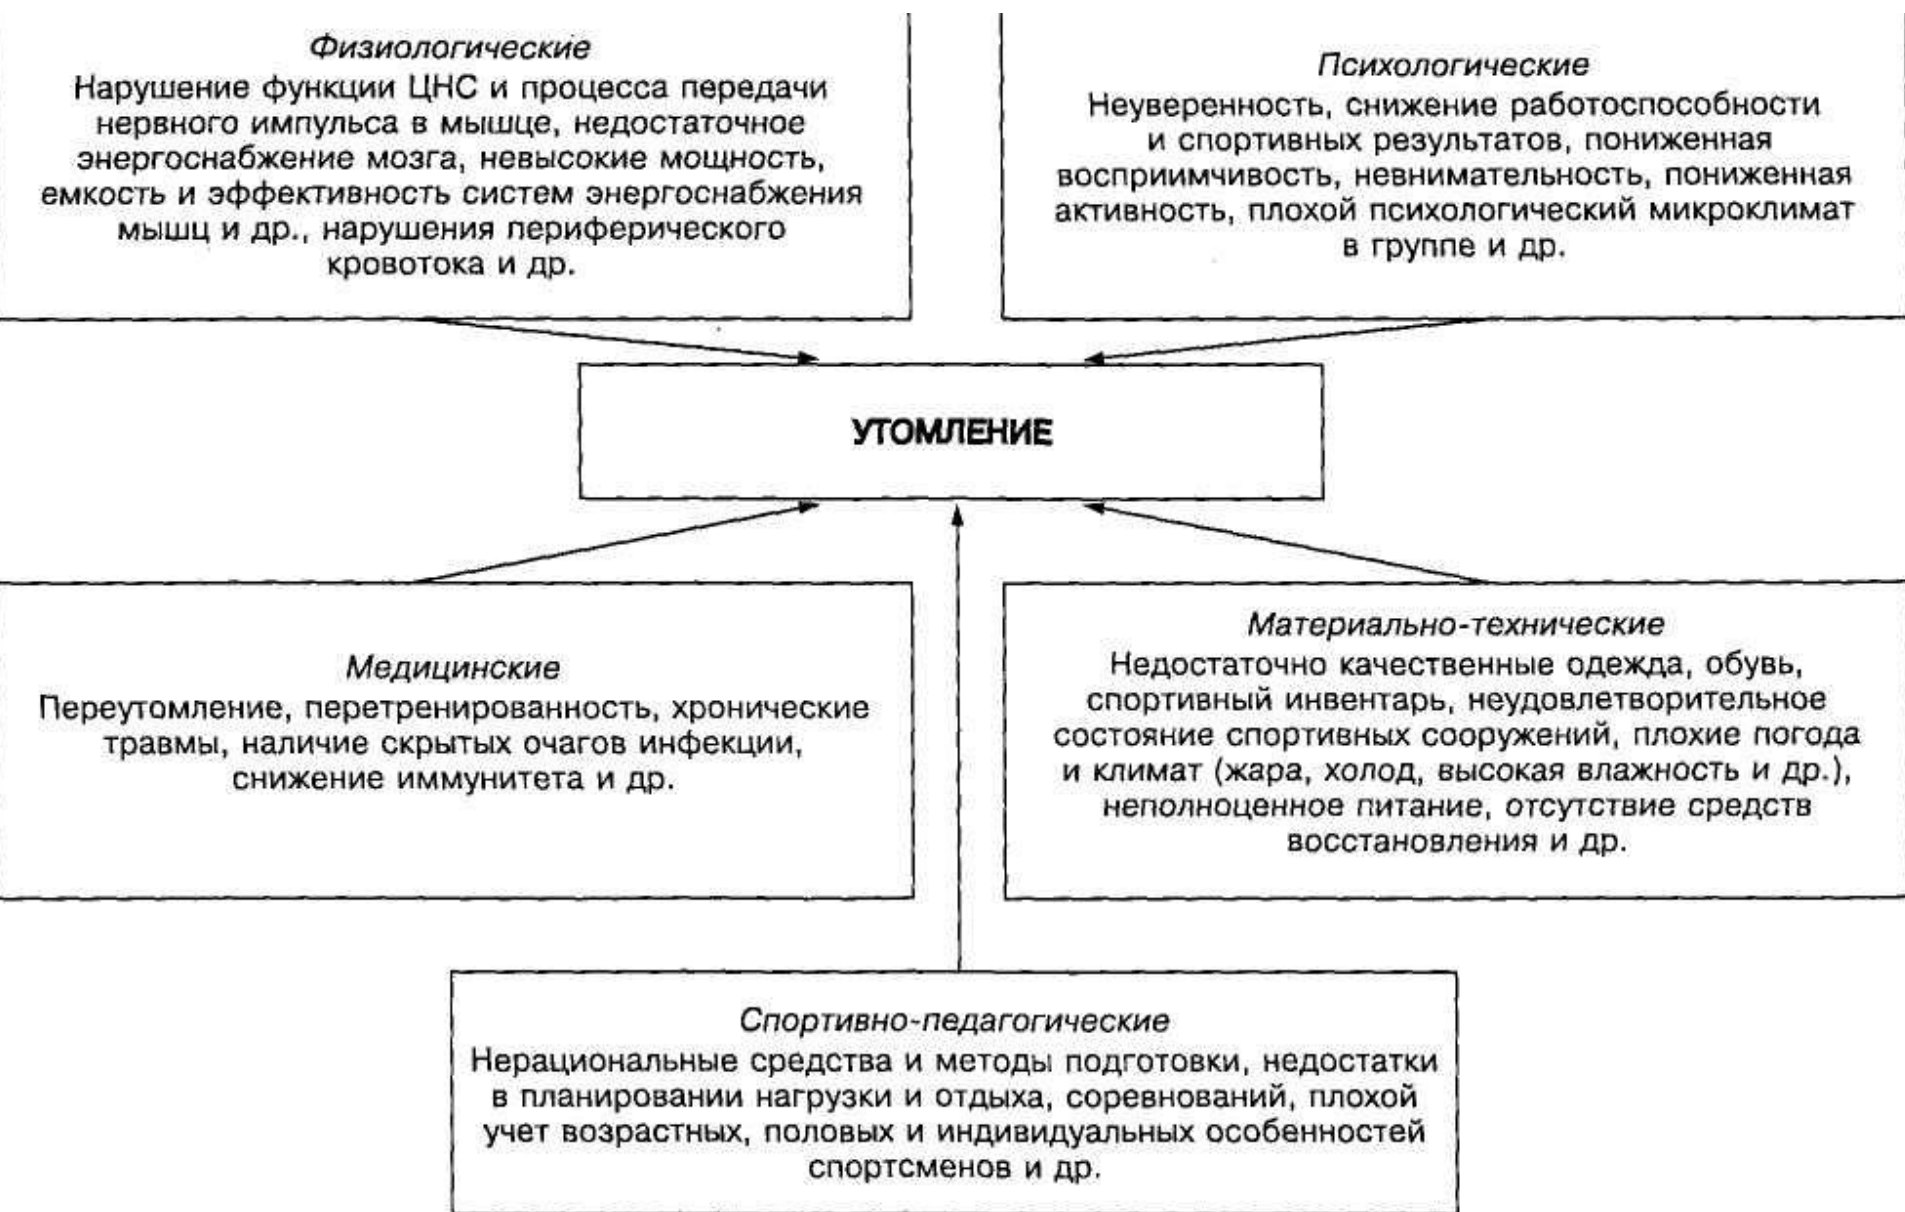 Физиологические
Нарушение функции ЦНС и процесса передачи
нервного импульса в мышце, недостаточное
энергоснабжение мозга, невысокие мощность,
емкость и эффективность систем энергоснабжения
мышц и др., нарушения периферического
кровотока и др.
Психологические
Неуверенность, снижение работоспособности
и спортивных результатов, пониженная
восприимчивость, невнимательность, пониженная
активность, плохой психологический микроклимат
в группе и др.
УТОМЛЕНИЕ
Медицинские
Переутомление, перетренированность, хронические
травмы, наличие скрытых очагов инфекции,
снижение иммунитета и др.
Материально-технические
Недостаточно качественные одежда, обувь,
спортивный инвентарь, неудовлетворительное
состояние спортивных сооружений, плохие погода
и климат (жара, холод, высокая влажность и др.),
неполноценное питание, отсутствие средств
восстановления и др.
Спортивно-педагогические
Нерациональные средства и методы подготовки, недостатки
в планировании нагрузки и отдыха, соревнований, плохой
учет возрастных, половых и индивидуальных особенностей
спортсменов и др.